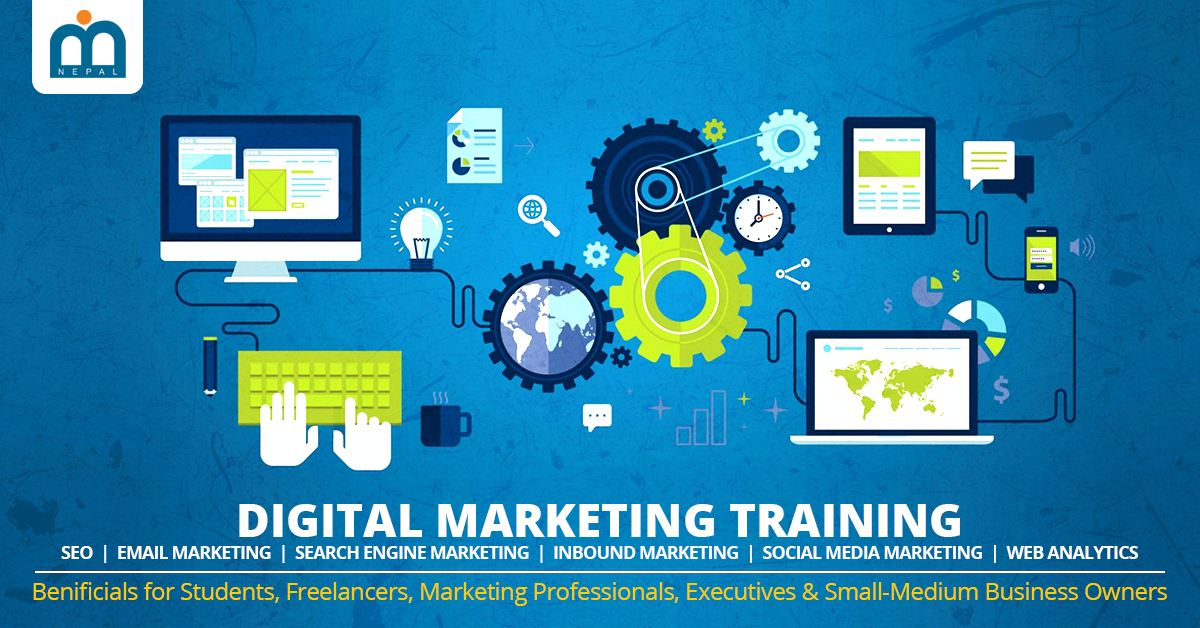 NEPAL
DIGITAL MARKETING TRAINING
SEO | EMAIL MARKETING | SEARCH ENGINE MARKETING | INBOUND MARKETING | SOCIAL MEDIA MARKETING | WEB ANALYTICS
Benificials for Students, Freelancers, Marketing Professionals, Executives & Small-Medium Business Owners